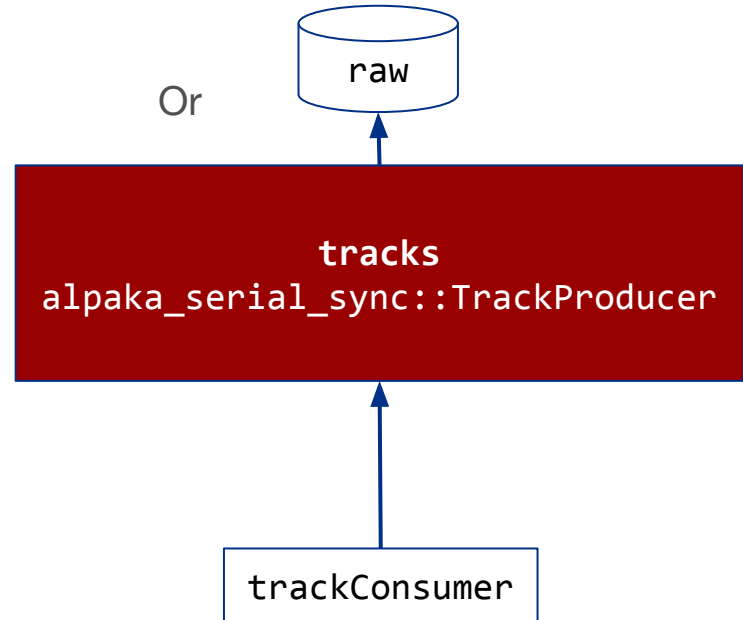 raw
Or
tracks
alpaka_serial_sync::TrackProducer
trackConsumer